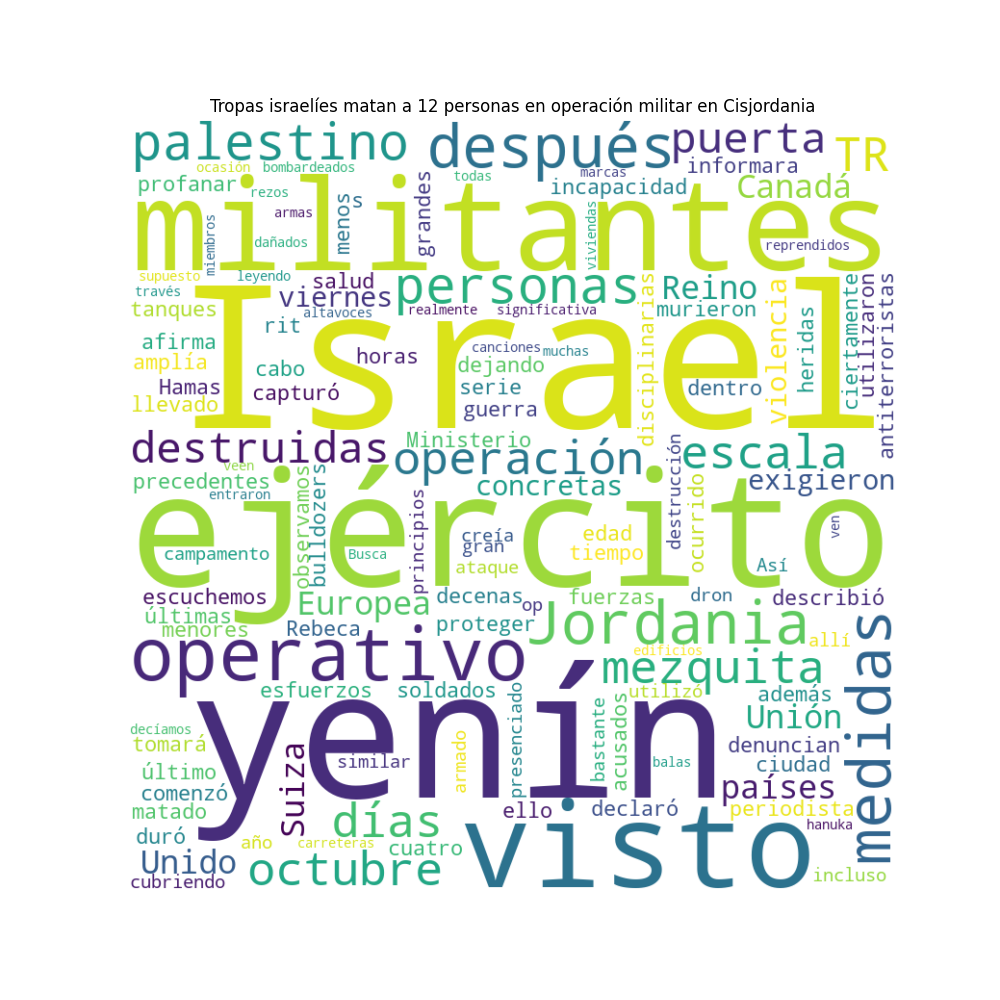 Tropas israelíes matan a 12 personas en operación militar en Cisjordania
palestino
después
puerta
TR
ocasión
bombardeados
todas
marcas
informara
profanar
rezos
incapacidad
Canadá
militantes
armas
menos
s
grandes
miembros
dañados
viviendas
reprendidos
supuesto
leyendo
salud
personas
Reino
través
viernes
tanques
altavoces
realmente
significativa
murieron
Israel
rit
afirma
horas
canciones
muchas
disciplinarias
violencia
heridas
ciertamente
utilizaron
antiterroristas
amplía
cabo
dejando
Hamas
capturó
serie
dentro
llevado
guerra
destruidas
Ministerio
operación
escala
veen
precedentes
entraron
concretas
exigieron
ejército
observamos
bulldozers
principios
destrucción
ocurrido
creía
gran
edad
tiempo
ven
campamento
Busca
ataque
Así
escuchemos
Europea
decenas
op
fuerzas
dron
describió
últimas
menores
Rebeca
proteger
Jordania
allí
operativo
edificios
mezquita
medidas
esfuerzos
soldados
utilizó
además
yenín
presenciado
acusados
bastante
Unión
decíamos
tomará
denuncian
similar
armado
balas
ciudad
último
Suiza
comenzó
países
matado
ello
declaró
periodista
días
visto
hanuka
duró
año
carreteras
cuatro
Unido
octubre
cubriendo
incluso